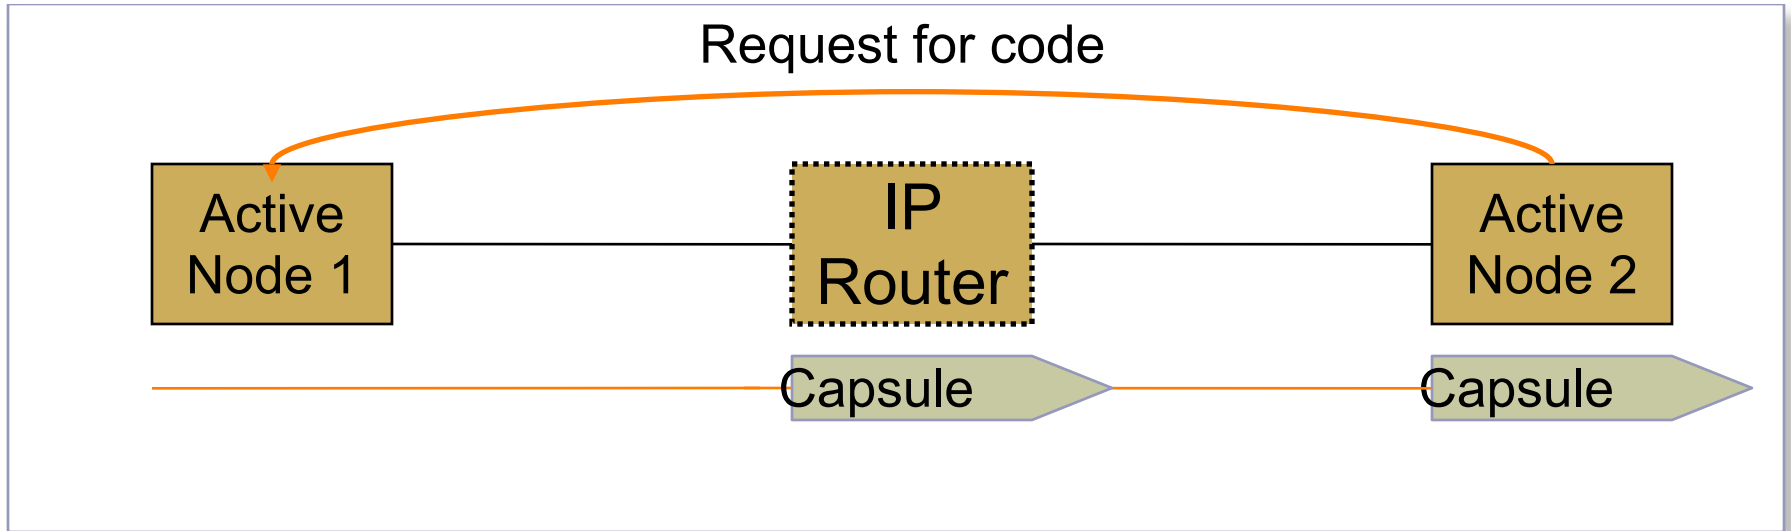 Request for code
Active
Node 1
IP
Router
Active
Node 2
Capsule
Capsule